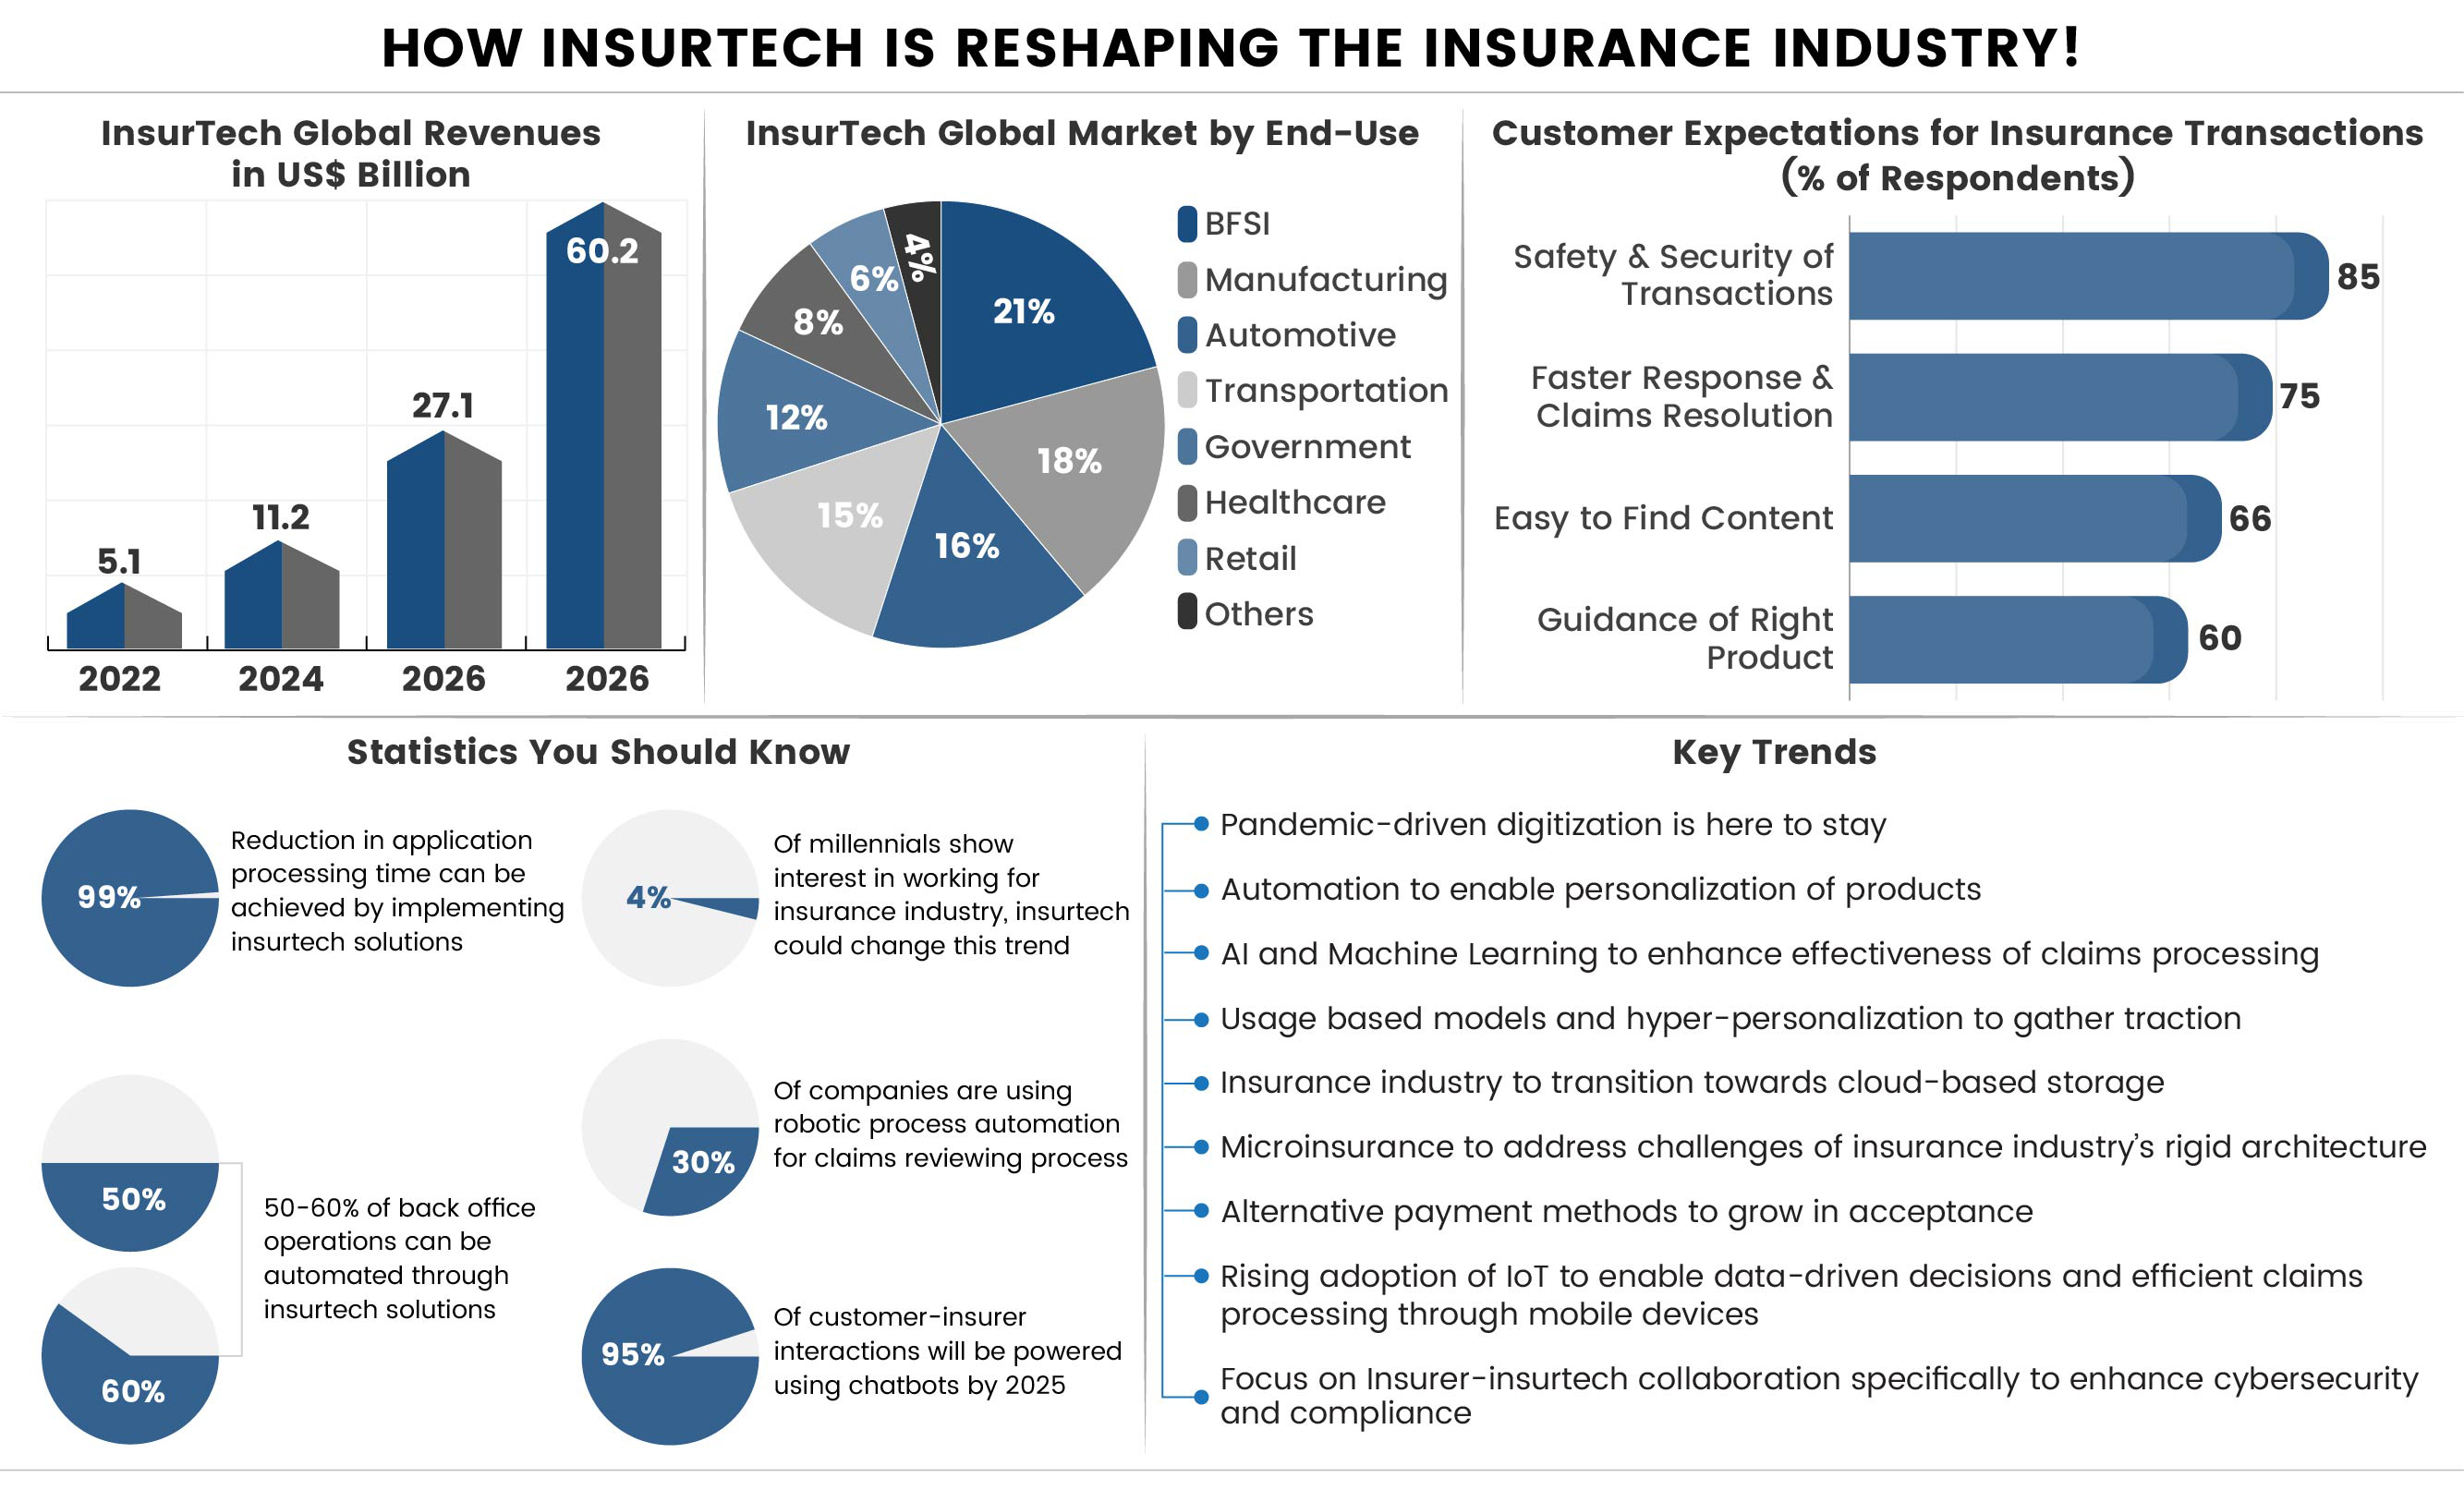 HOW INSURTECH IS RESHAPING THE INSURANCE INDUSTRY!
InsurTech Global Revenues
in US$ Billion
5.1
11.2
27.1
60.2
2022
2024
2026
2026
InsurTech Global Market by End-Use
21%
18%
16%
15%
12%
8%
6%
4%
BFSI
Manufacturing
Automotive
Transportation
Government
Healthcare
Retail
Others
Customer Expectations for Insurance Transactions
(% of Respondents)
Safety & Security of
Transactions
85
Faster Response &
Claims Resolution
75
Easy to Find Content
66
Guidance of Right
Product
60
Statistics You Should Know
99%
Reduction in application
processing time can be
achieved by implementing
insurtech solutions
50%
60%
50-60% of back office
operations can be
automated through
insurtech solutions
4%
Of millennials show
interest in working for
insurance industry, insurtech
could change this trend
30%
Of companies are using
robotic process automation
for claims reviewing process
95%
Of customer-insurer
interactions will be powered
using chatbots by 2025
Key Trends
Pandemic-driven digitization is here to stay
Automation to enable personalization of products
AI and Machine Learning to enhance effectiveness of claims processing
Usage based models and hyper-personalization to gather traction
Insurance industry to transition towards cloud-based storage
Microinsurance to address challenges of insurance industry’s rigid architecture
Alternative payment methods to grow in acceptance
Rising adoption of IoT to enable data-driven decisions and efficient claims
processing through mobile devices
Focus on Insurer-insurtech collaboration specifically to enhance cybersecurity
and compliance